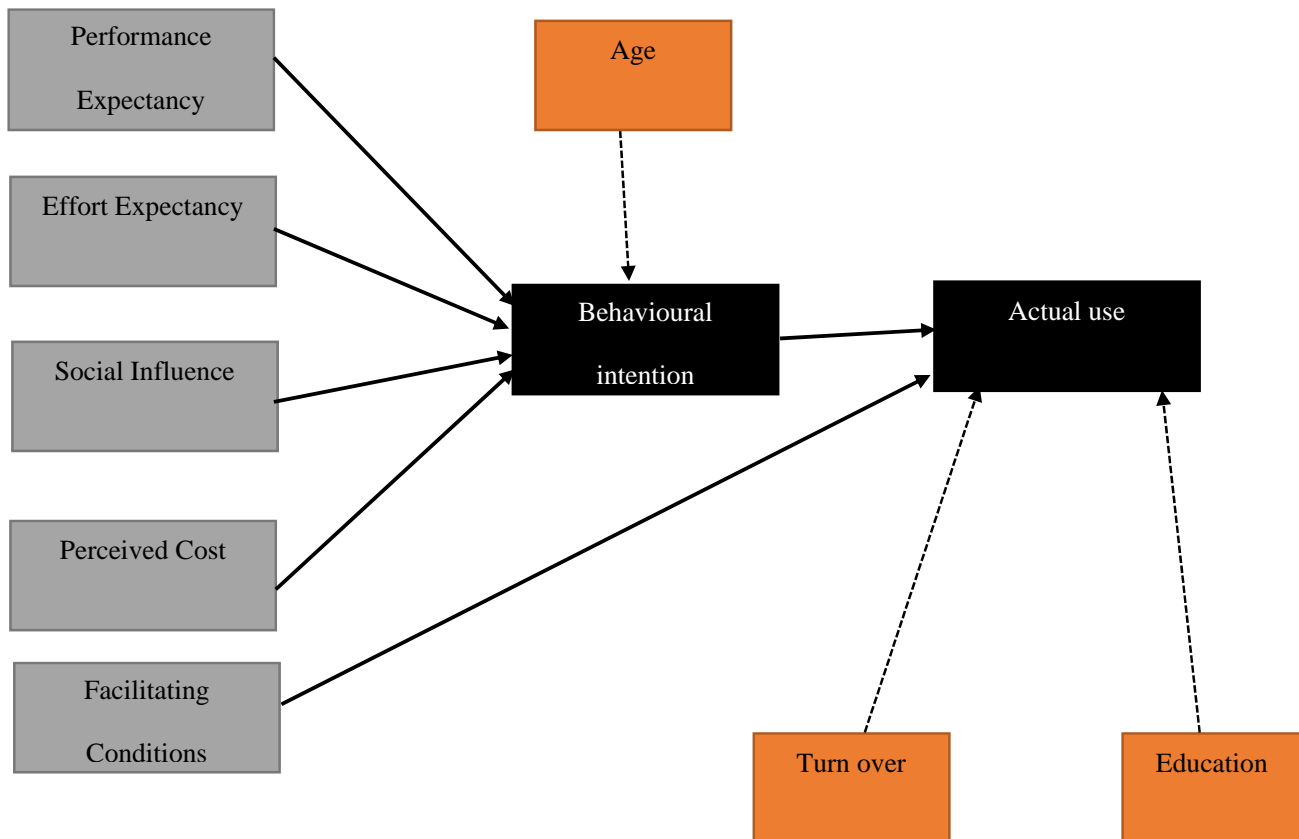 Performance
Expectancy
Age
Effort Expectancy
Behavioural
intention
Actual use
Social Influence
Perceived Cost
Facilitating
Conditions
Turn over
Education